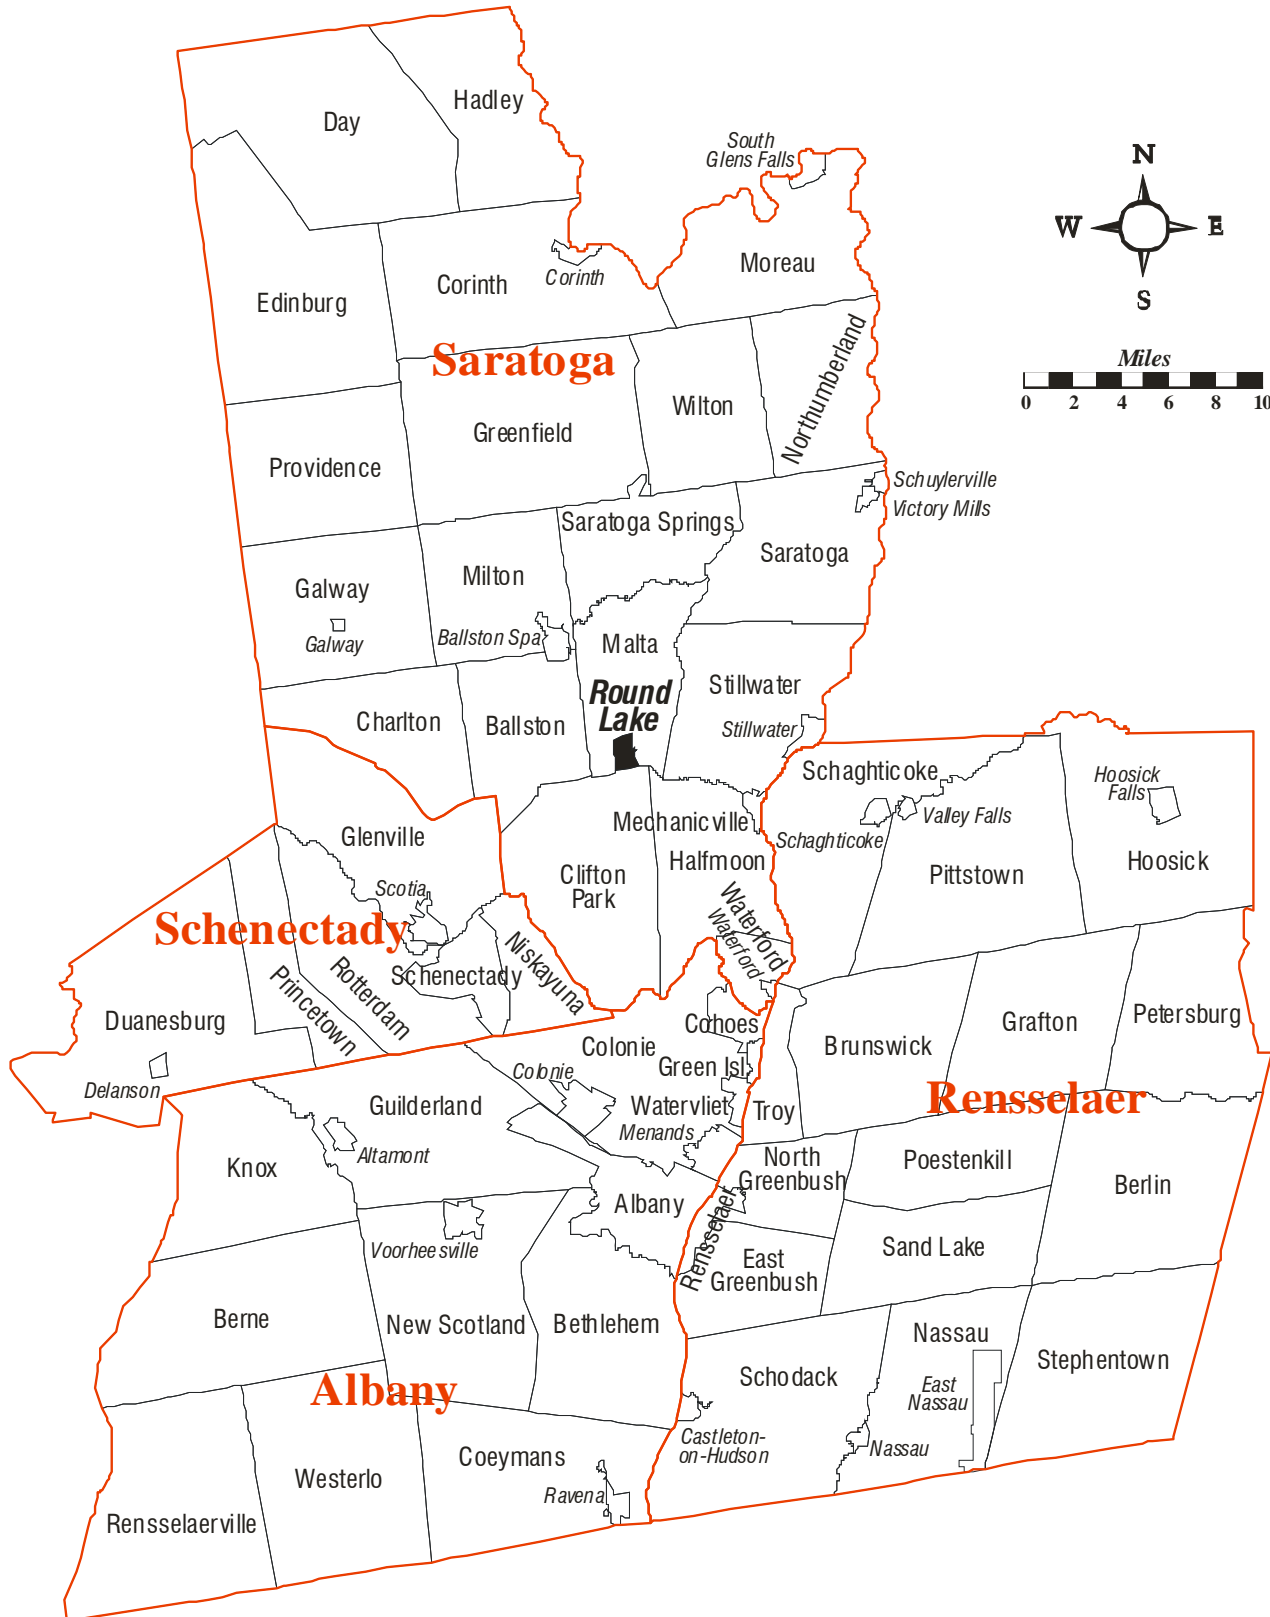 Hadley
Day
South
Glens Falls
N
W
E
S
Moreau
Corinth
Corinth
Edinburg
Miles
0 2 4 6 8 10
Saratoga
Northumberland
Wilton
Greenfield
Providence
Schuylerville
Victory Mills
Saratoga Springs
Saratoga
Milton
Galway
Galway
Ballston Spa
Malta
Stillwater
Round
Lake
Charlton
Ballston
Stillwater
Schaghticoke
Hoosick
Falls
Valley Falls
Schaghticoke
Mechanicville
Glenville
Halfmoon
Hoosick
Clifton
Park
Pittstown
Scotia
Waterford
Waterford
Schenectady
Niskayuna
Schenectady
Rotterdam
Princetown
Duanesburg
Cohoes
Grafton
Petersburg
Colonie
Brunswick
Green Isl
Colonie
Delanson
Rensselaer
Guilderland
Watervliet
Troy
Menands
Altamont
Knox
North
Greenbush
Poestenkill
Berlin
Albany
Rensselaer
Voorheesville
Sand Lake
East
Greenbush
Berne
New Scotland
Bethlehem
Nassau
Stephentown
Schodack
Albany
East
Nassau
Castleton-
on-Hudson
Nassau
Coeymans
Westerlo
Ravena
Rensselaerville